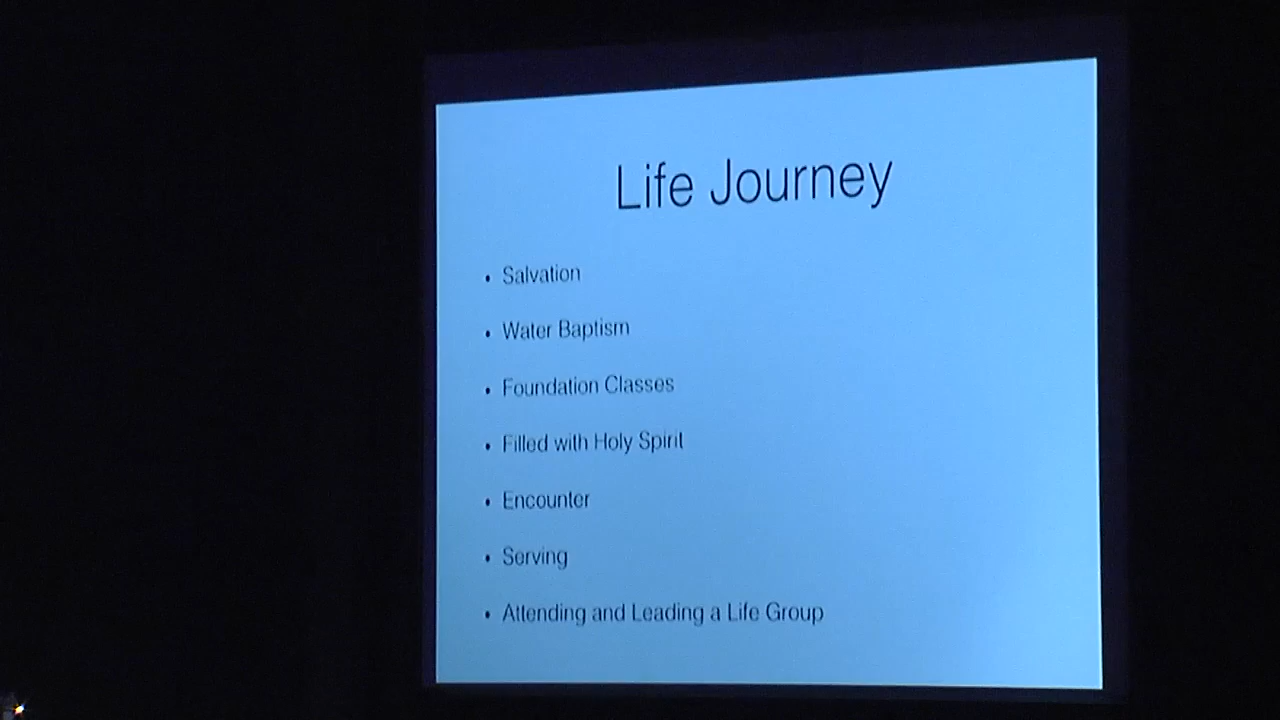 Life Journey
• Salvation
• Water Baptism
• Foundation Classes
• Filled with Holy Spirit
• Encounter
• Serving
• Attending and Leading a Life Group